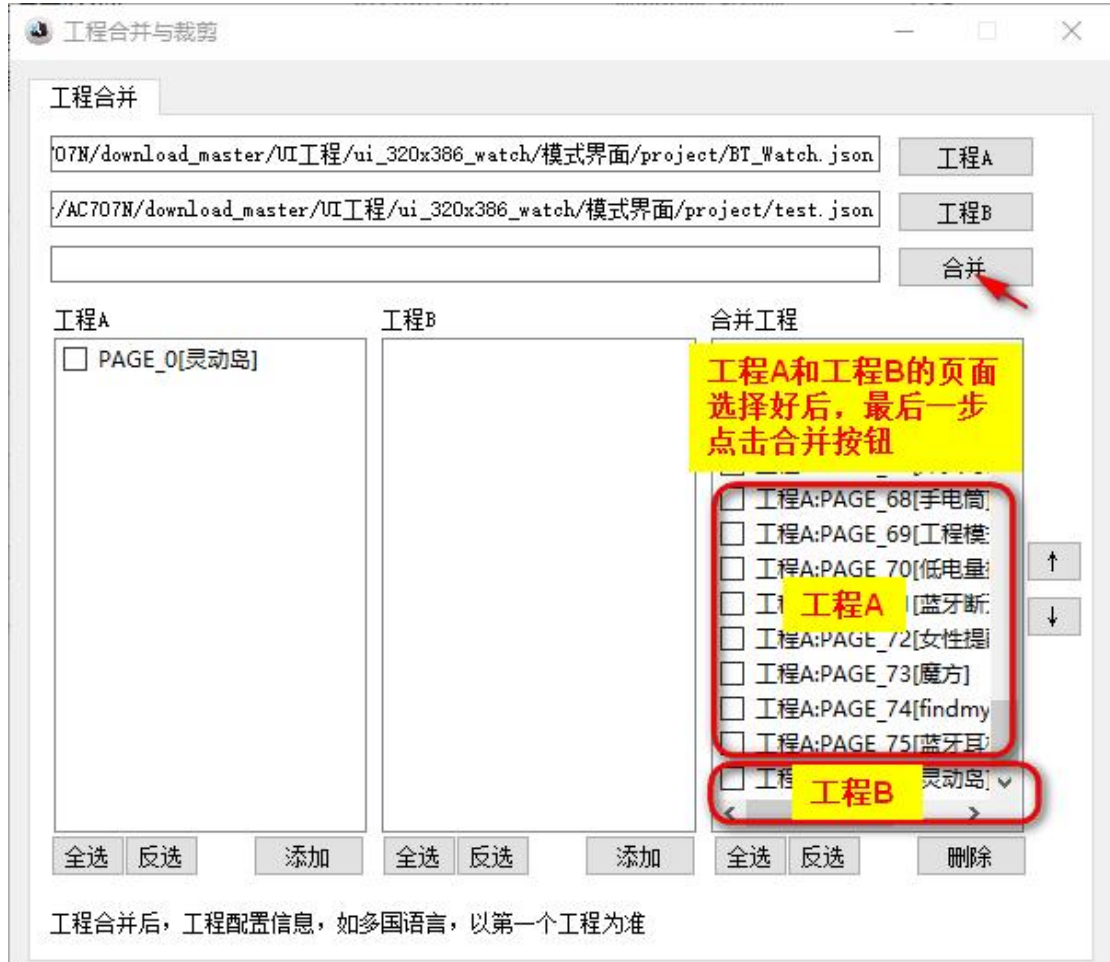 工程合并与裁剪
工程合并
07N/download_master/UI工程/ui_320x386_watch/模式界面/project/BT_Watch.json
工程A
/AC707N/download_master/UI工程/ui_320x386_watch/模式界面/project/test.json
工程B
合并
工程A
工程B
合并工程
PAGE_0[灵动岛]
工程A和工程B的页面
选择好后，最后一步
点击合并按钮
工程A:PAGE_68[手电筒]
工程A:PAGE_69[工程模
工程A:PAGE_70[低电量
↑
工程A
[蓝牙断
↓
工程A:PAGE_72[女性提
工程A:PAGE_73[魔方]
工程A:PAGE_74[findmy
工程A:PAGE_75[蓝牙耳
工程B
灵动岛]
全选 反选 添加 全选 反选 添加 全选 反选 删除
工程合并后，工程配置信息，如多国语言，以第一个工程为准